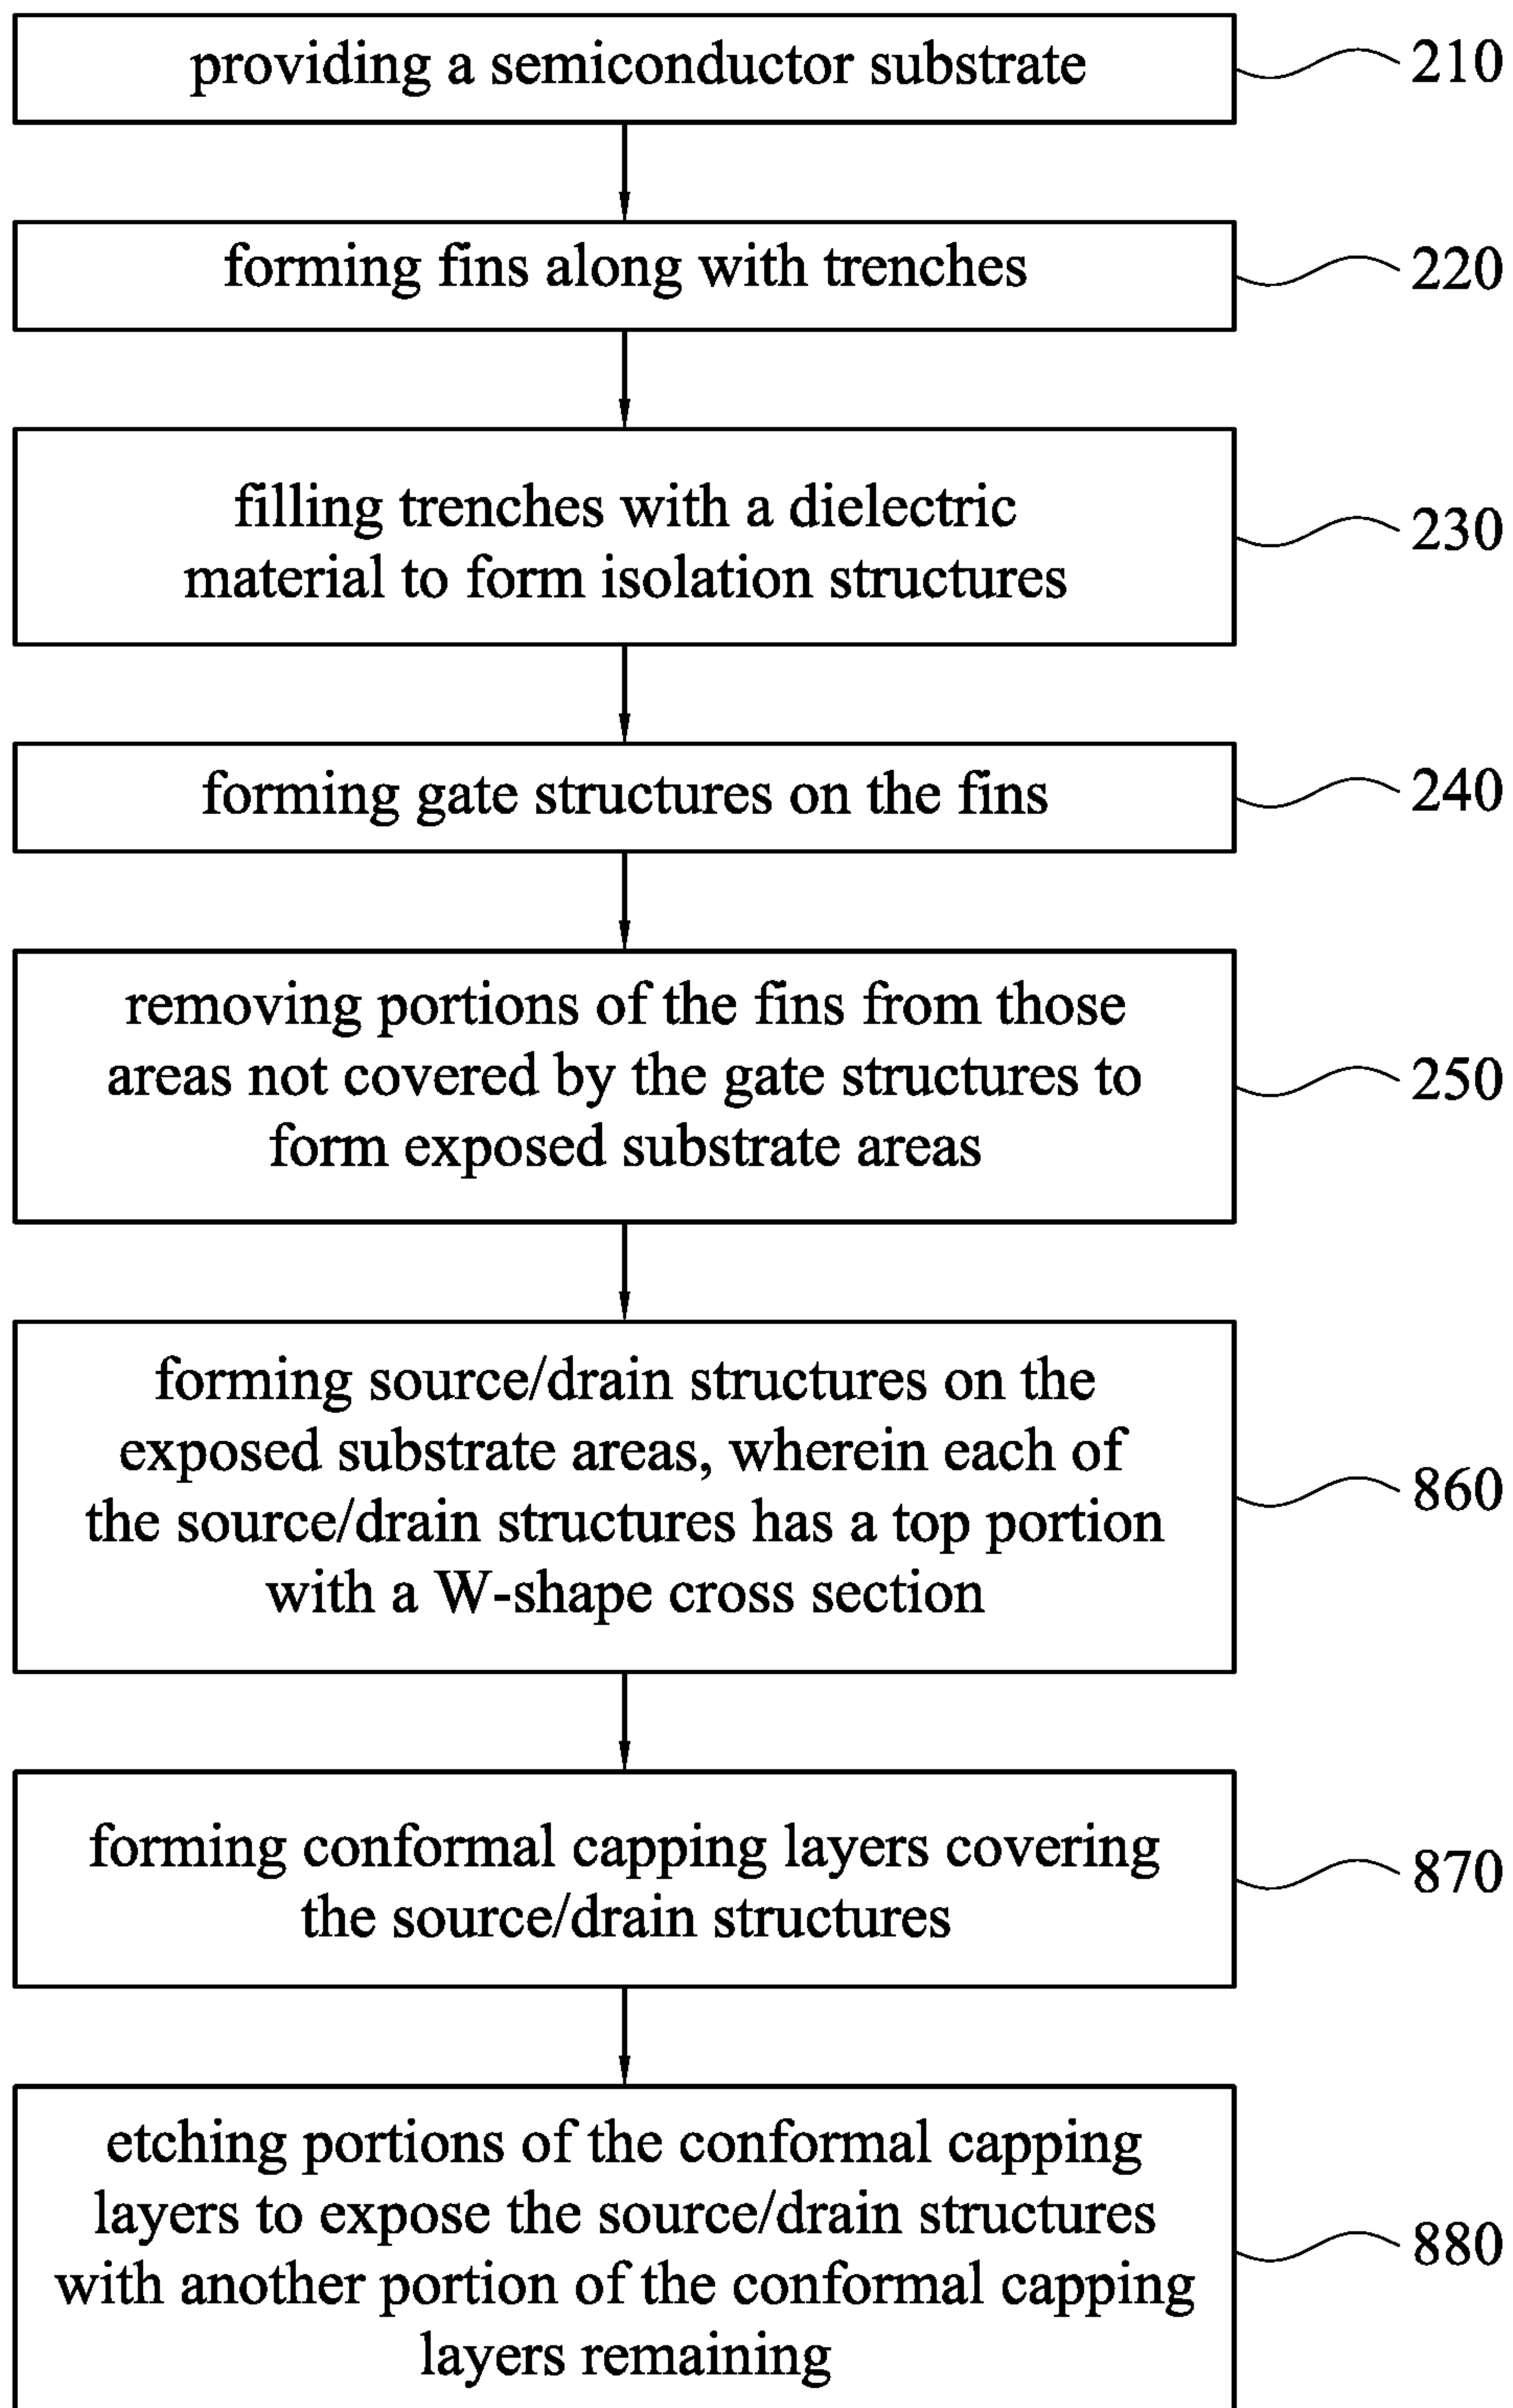 providing a semiconductor substrate
210
forming fins along with trenches
220
filling trenches with a dielectric
material to form isolation structures
230
forming gate structures on the fins
240
removing portions of the fins from those
areas not covered by the gate structures to
form exposed substrate areas
250
forming source/drain structures on the
exposed substrate areas, wherein each of
the source/drain structures has a top portion
with a W-shape cross section
860
forming conformal capping layers covering
the source/drain structures
870
etching portions of the conformal capping
layers to expose the source/drain structures
with another portion of the conformal capping
layers remaining
880